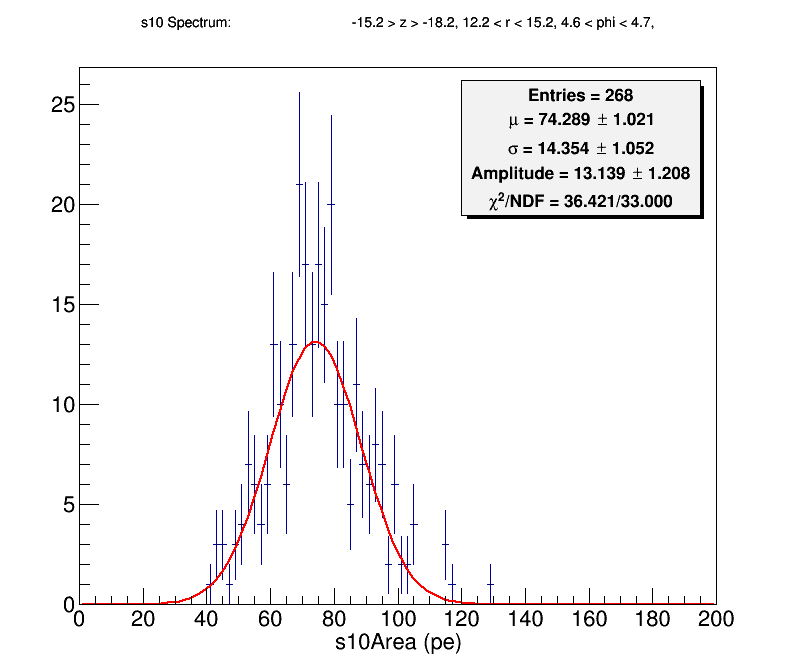 s10 Spectrum: -15.2 > z > -18.2, 12.2 < r < 15.2, 4.6 < phi < 4.7,
Entries = 268
μ = 74.289 ± 1.021
σ = 14.354 ± 1.052
Amplitude = 13.139 ± 1.208
χ²/NDF = 36.421/33.000
25
20
15
10
5
0
0 20 40 60 80 100 120 140 160 180 200
s10Area (pe)